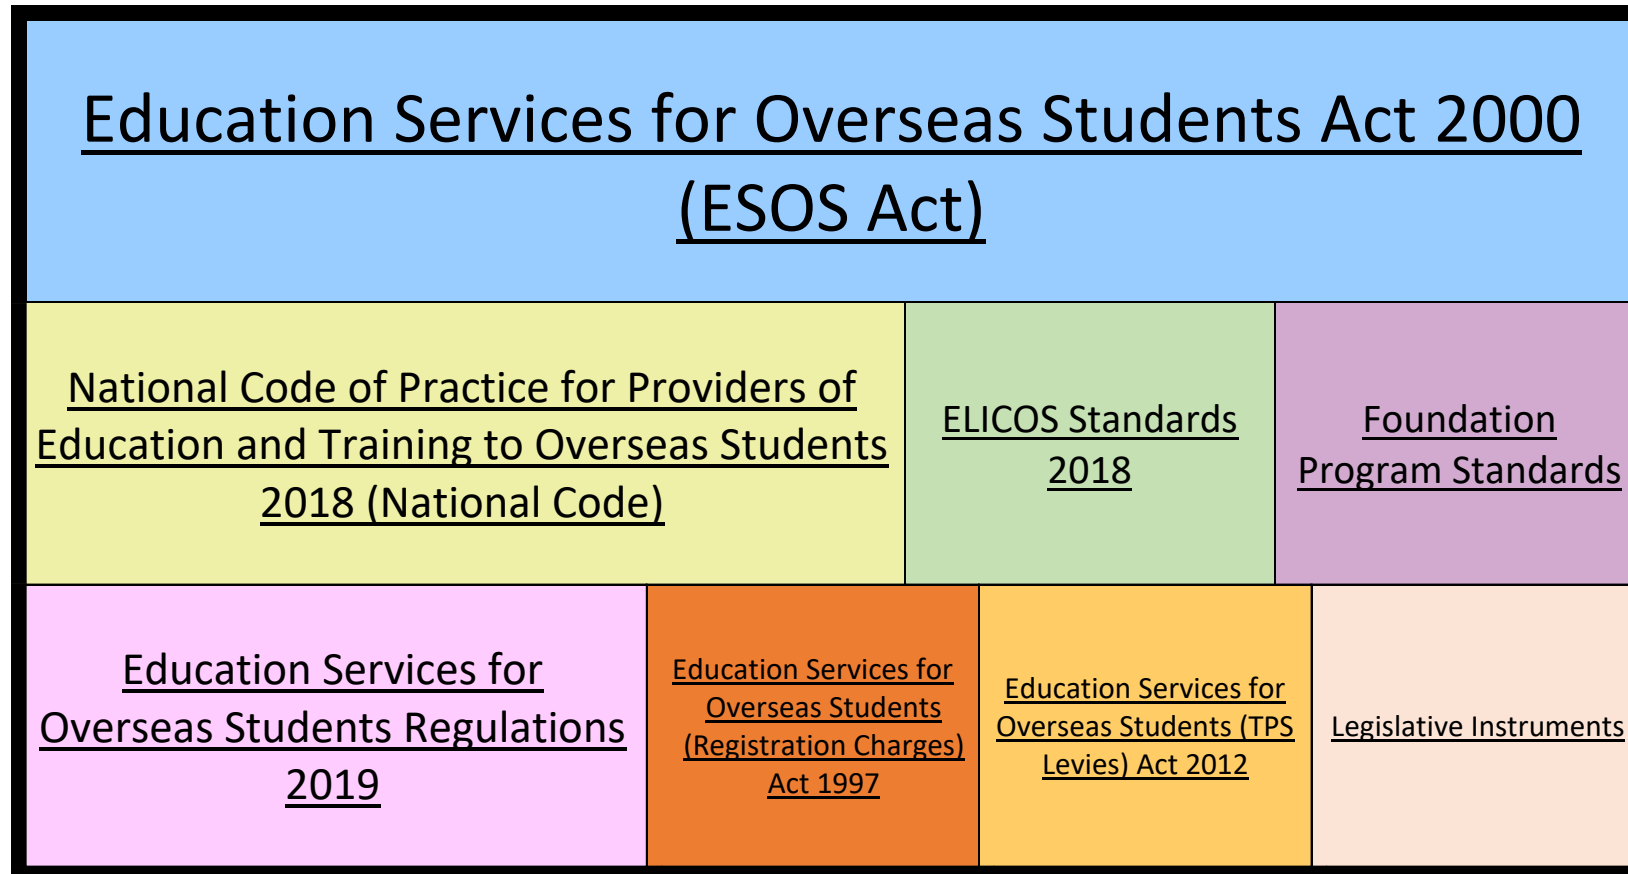 Education Services for Overseas Students Act 2000
(ESOS Act)
National Code of Practice for Providers of
Education and Training to Overseas Students
2018 (National Code)
ELICOS Standards
2018
Foundation
Program Standards
Education Services for
Overseas Students Regulations
2019
Education Services for
Overseas Students
(Registration Charges)
Act 1997
Education Services for
Overseas Students (TPS
Levies) Act 2012
Legislative Instruments